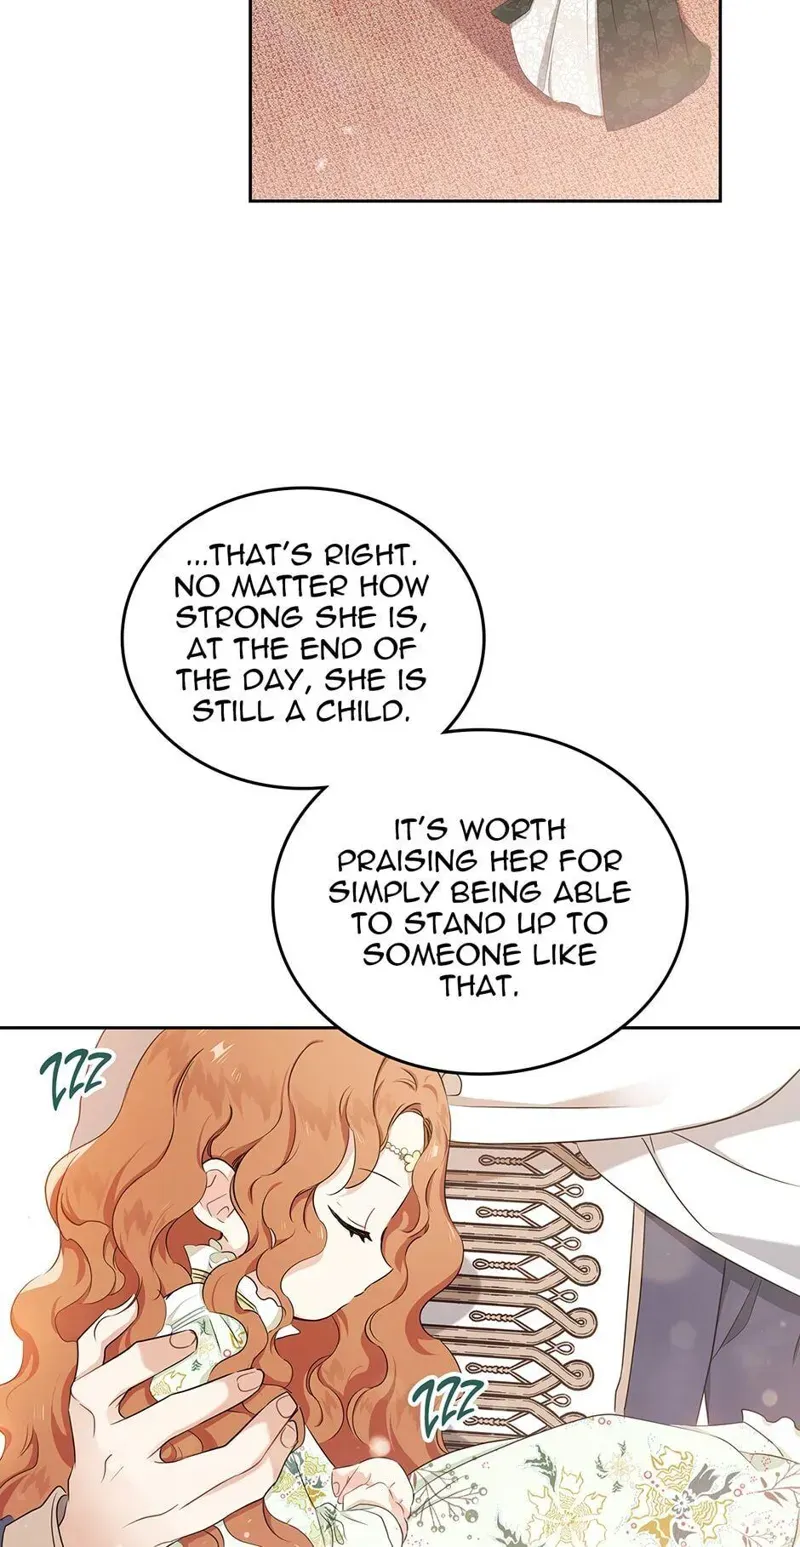 ...THAT'S RIGHT.
NO MATTER HOW
STRONG SHE IS,
AT THE END OF
THE DAY, SHE IS
STILL A CHILD.
IT'S WORTH
PRAISING HER FOR
SIMPLY BEING ABLE
TO STAND UP TO
SOMEONE LIKE
THAT.
ZZZ
ZZZ